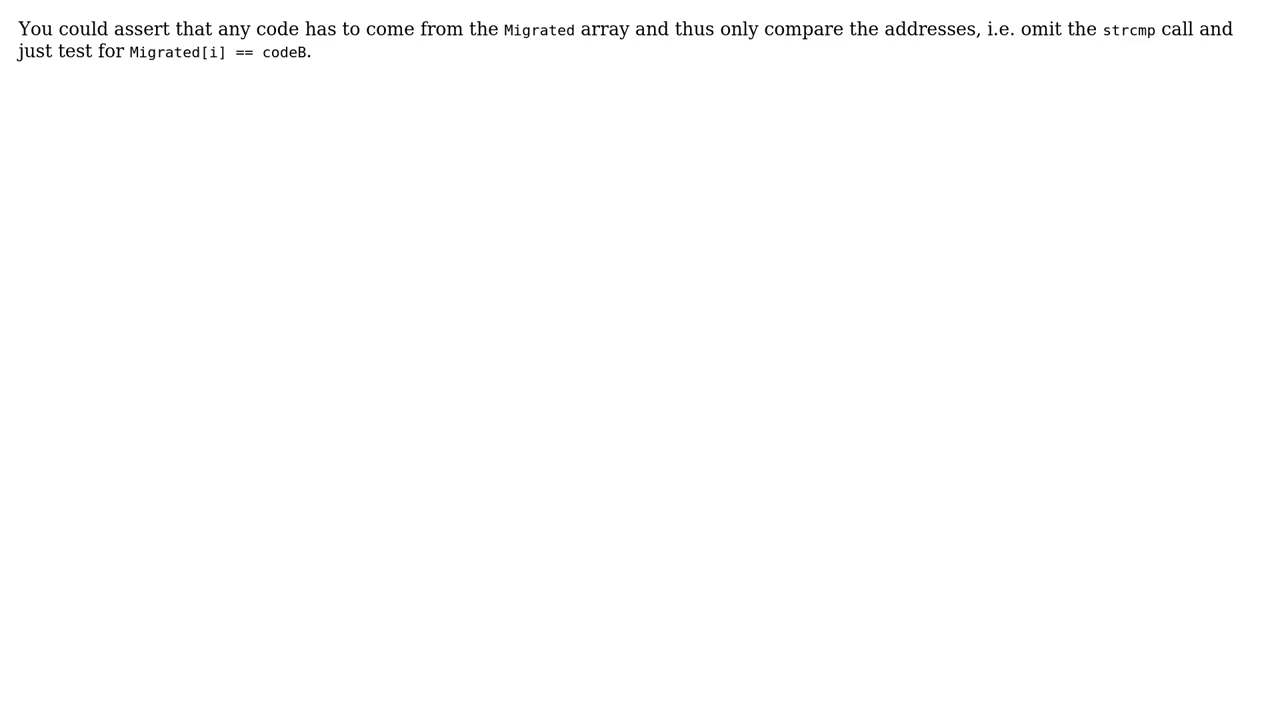 You could assert that any code has to come from the Migrated array and thus only compare the addresses, i.e. omit the strcmp call and
just test for Migrated[i] == codeB.